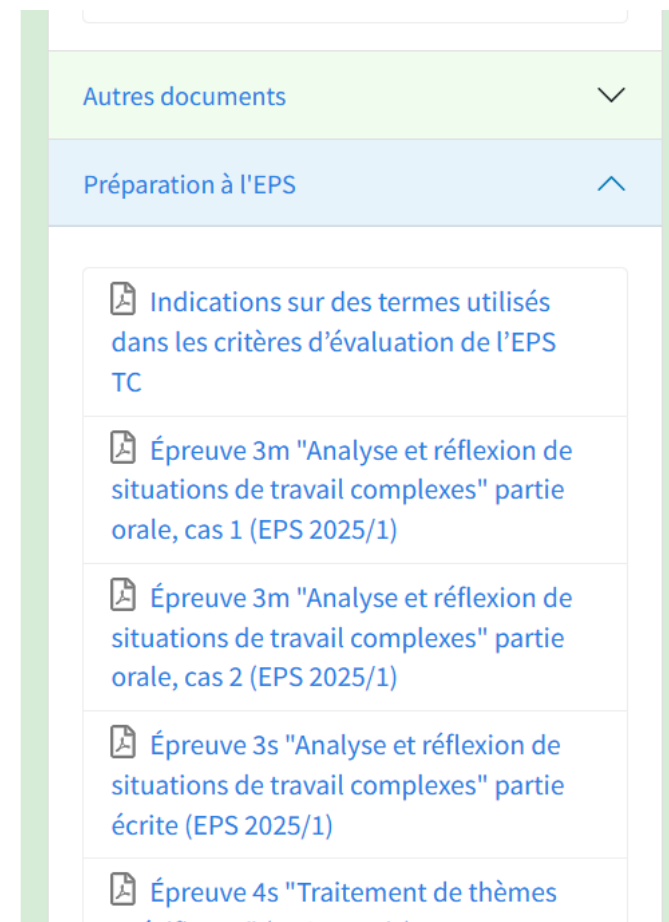 Autres documents
Préparation à l'EPS
Indications sur des termes utilisés
dans les critères d’évaluation de l’EPS
TC
Épreuve 3m "Analyse et réflexion de
situations de travail complexes" partie
orale, cas 1 (EPS 2025/1)
Épreuve 3m "Analyse et réflexion de
situations de travail complexes" partie
orale, cas 2 (EPS 2025/1)
Épreuve 3s "Analyse et réflexion de
situations de travail complexes" partie
écrite (EPS 2025/1)
Épreuve 4s "Traitement de thèmes